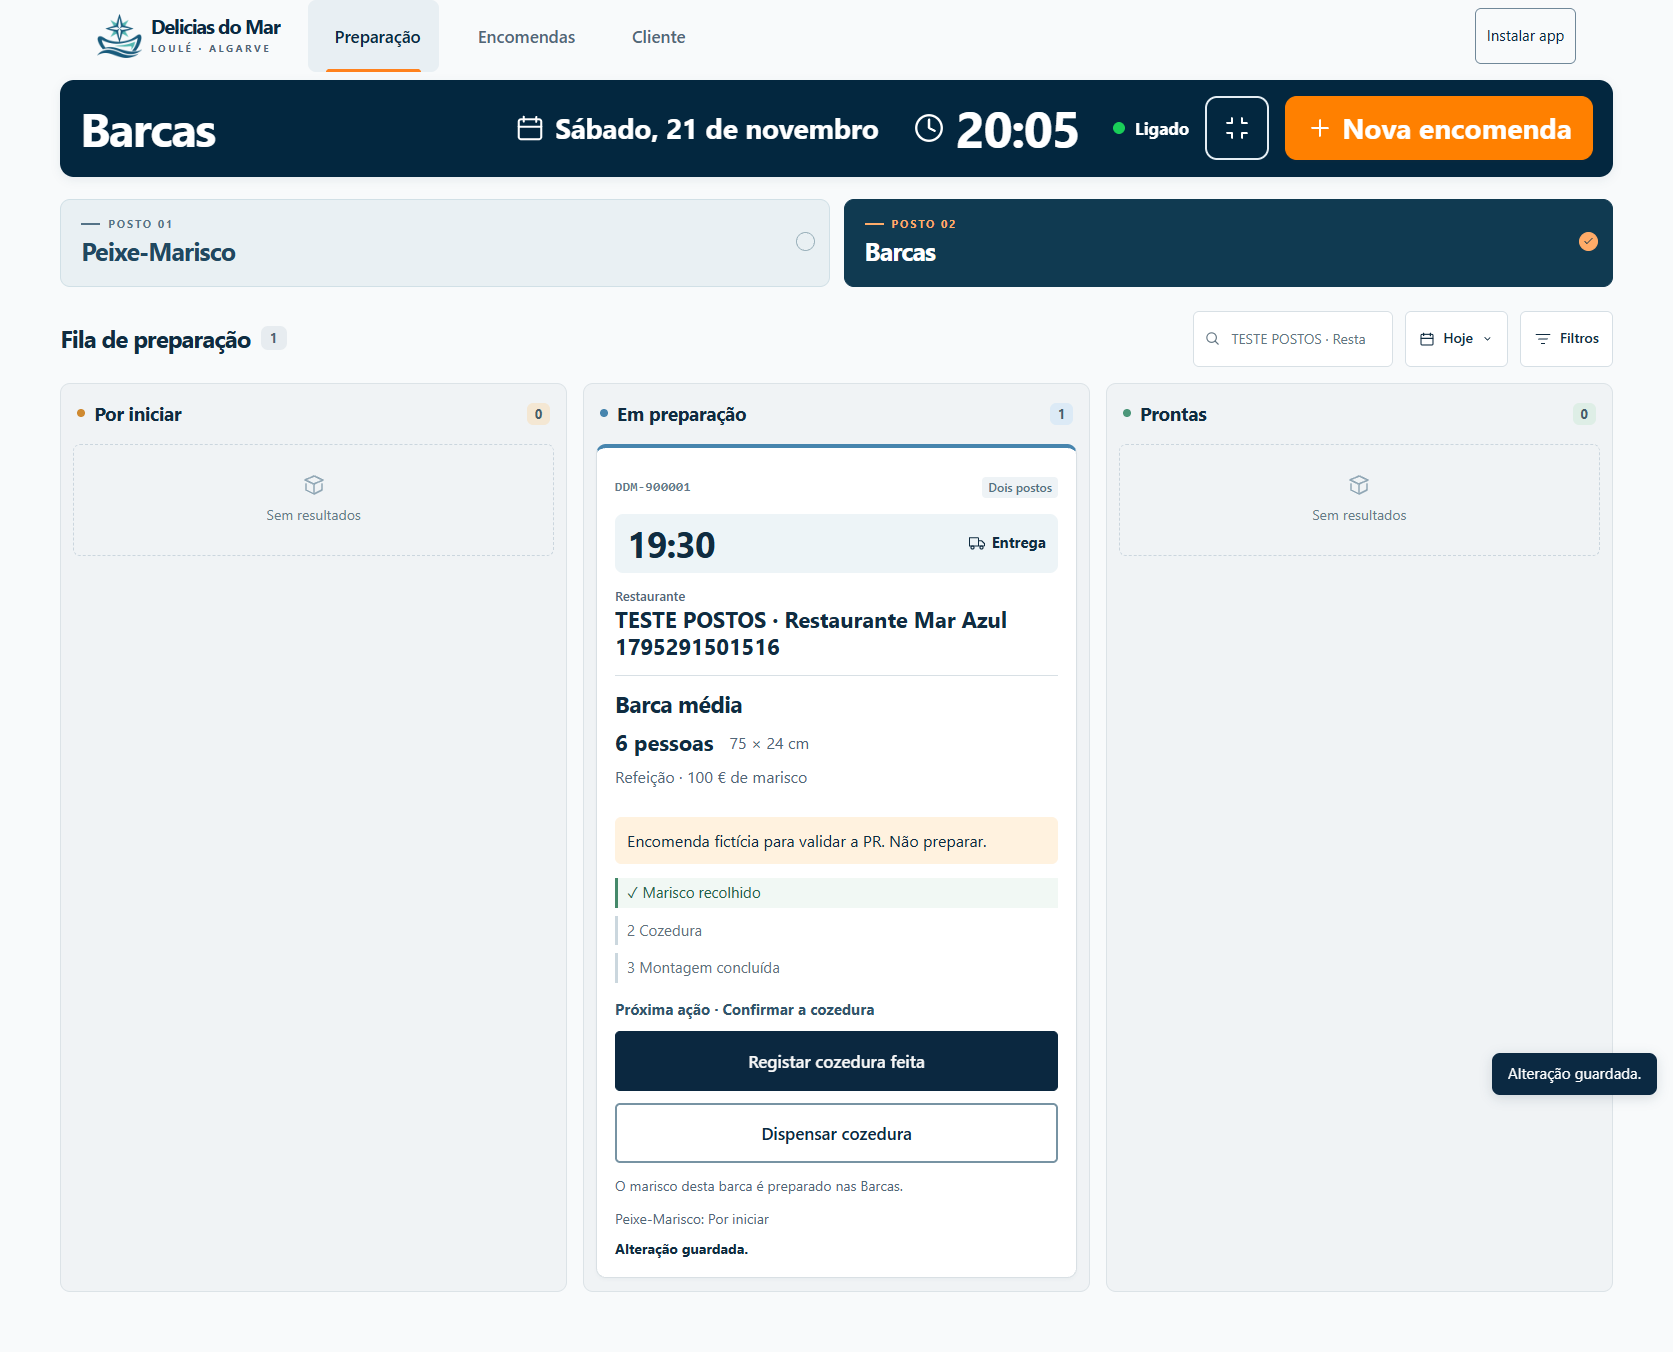 Delicias do Mar
LOULÉ · ALGARVE
Preparação
Encomendas
Cliente
Instalar app
Barcas
Sábado, 21 de novembro
20:05
Ligado
+ Nova encomenda
POSTO 01
Peixe-Marisco
POSTO 02
Barcas
Fila de preparação 1
TESTE POSTOS · Resta
Hoje
Filtros
Por iniciar
0
Sem resultados
Em preparação
1
DDM-900001
Dois postos
19:30
Entrega
Restaurante
TESTE POSTOS · Restaurante Mar Azul
1795291501516
Barca média
6 pessoas 75 × 24 cm
Refeição · 100 € de marisco
Encomenda fictícia para validar a PR. Não preparar.
✓ Marisco recolhido
2 Cozedura
3 Montagem concluída
Próxima ação · Confirmar a cozedura
Registar cozedura feita
Dispensar cozedura
O marisco desta barca é preparado nas Barcas.
Peixe-Marisco: Por iniciar
Alteração guardada.
Prontas
0
Sem resultados
Alteração guardada.